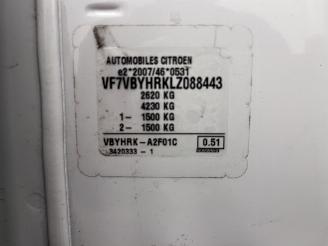 AUTOMOBILES CITROEN
e2*2007/46*0531
VF7VBYHRKLZ088443
2620 KG
4230 KG
1- 1500 KG
2- 1500 KG
VBYHRK-A2F01C
3420333 - 1
0.51